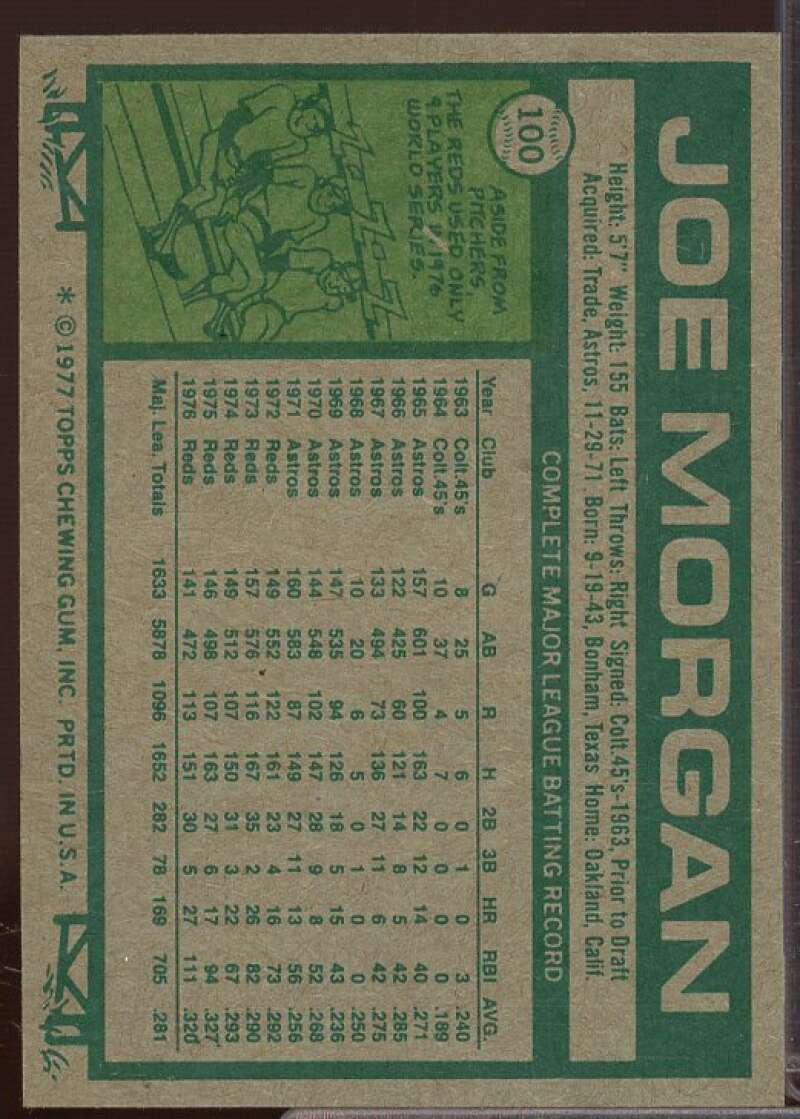 JOE MORGAN
100
Height: 5'7" Weight: 155 Bats: Left Throws: Right Signed: Colt.45's-1963, Prior to Draft
Acquired: Trade, Astros, 11-29-71 Born: 9-19-43, Bonham, Texas Home: Oakland, Calif.
ASIDE FROM
PITCHERS,
THE REDS USED ONLY
9 PLAYERS IN 1976
WORLD SERIES.
Z-Z-Z-Z
COMPLETE MAJOR LEAGUE BATTING RECORD
Year Club G AB R H 2B 3B HR RBI AVG.
1963 Colt.45's 8 25 5 6 0 1 0 3 .240
1964 Colt.45's 10 37 4 7 0 0 0 0 .189
1965 Astros 157 601 100 163 22 12 14 40 .271
1966 Astros 122 425 60 121 14 8 5 42 .285
1967 Astros 133 494 73 136 27 11 6 42 .275
1968 Astros 10 20 6 5 0 1 0 0 .250
1969 Astros 147 535 94 126 18 5 15 43 .236
1970 Astros 144 548 102 147 28 9 8 52 .268
1971 Astros 160 583 87 149 27 11 13 56 .256
1972 Reds 149 552 122 161 23 4 16 73 .292
1973 Reds 157 576 116 167 35 2 26 82 .290
1974 Reds 149 512 107 150 31 3 22 67 .293
1975 Reds 146 498 107 163 27 6 17 94 .327
1976 Reds 141 472 113 151 30 5 27 111 .320
Maj. Lea. Totals 1633 5878 1096 1652 282 78 169 705 .281
* ©1977 TOPPS CHEWING GUM, INC. PRTD. IN U.S.A.